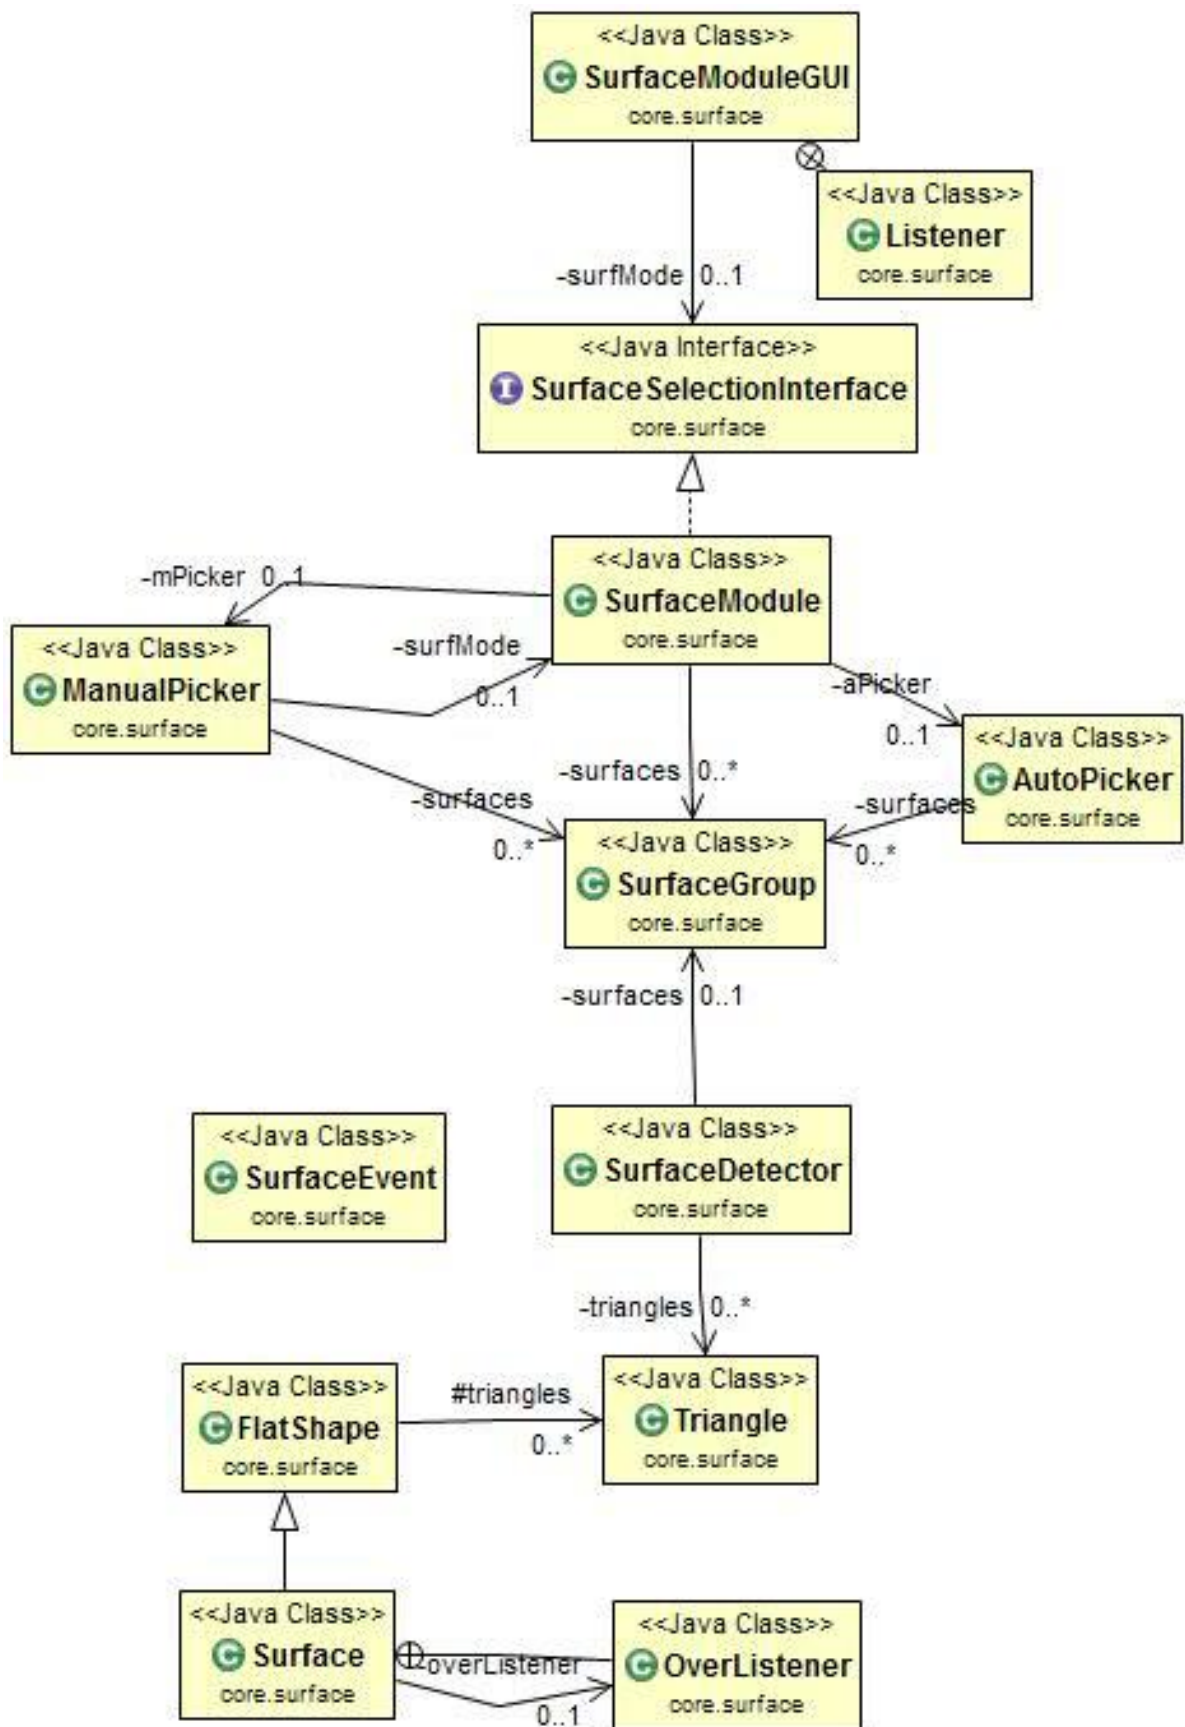 <<Java Class>>
C SurfaceModuleGUI
core.surface
<<Java Class>>
C Listener
core.surface
-surfMode 0..1
<<Java Interface>>
I SurfaceSelectionInterface
core.surface
<<Java Class>>
C SurfaceModule
core.surface
-mPicker 0..1
<<Java Class>>
C ManualPicker
core.surface
-surfMode
0..1
-aPicker
0..1
<<Java Class>>
C AutoPicker
core.surface
-surfaces 0..*
-surfaces
0..*
-surfaces
0..*
<<Java Class>>
C SurfaceGroup
core.surface
-surfaces 0..1
<<Java Class>>
C SurfaceEvent
core.surface
<<Java Class>>
C SurfaceDetector
core.surface
-triangles 0..*
<<Java Class>>
C FlatShape
core.surface
#triangles
0..*
<<Java Class>>
C Triangle
core.surface
<<Java Class>>
C Surface
core.surface
-overListener
0..1
<<Java Class>>
C OverListener
core.surface